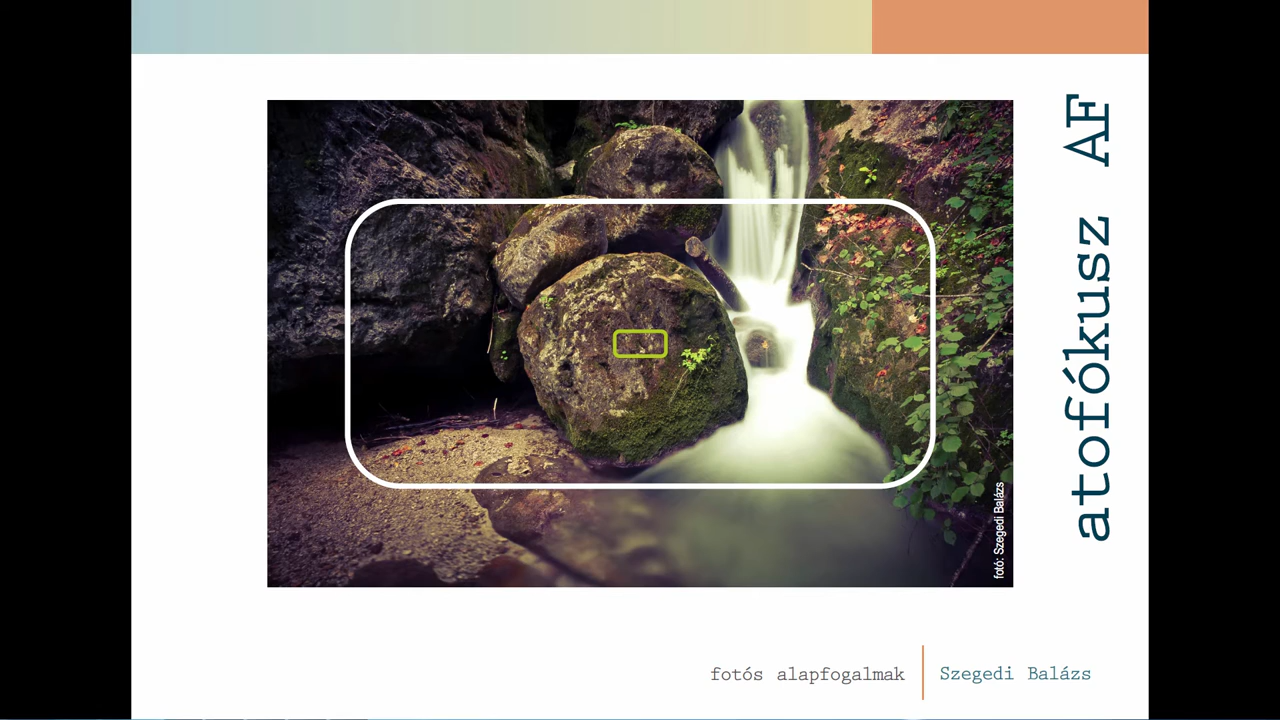 atofókusz AF
fotó: Szegedi Balázs
fotós alapfogalmak
Szegedi Balázs